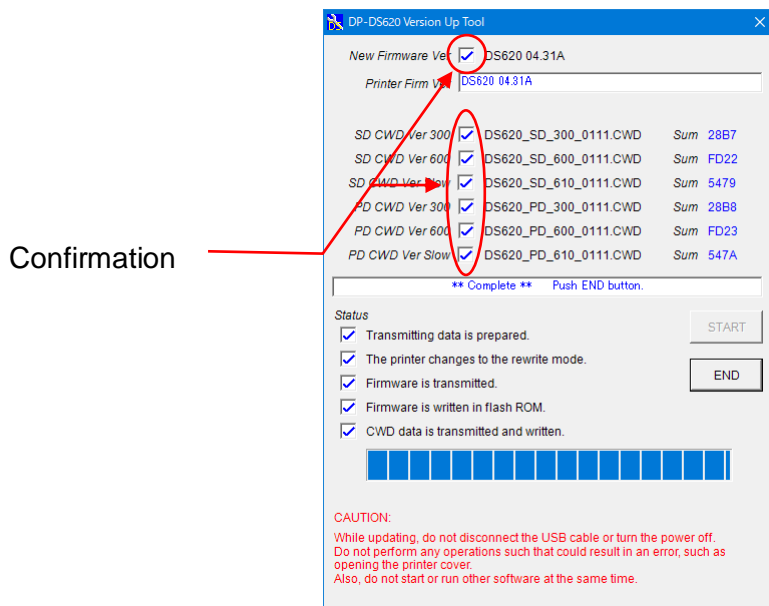 DP-DS620 Version Up Tool
New Firmware Ver DS620 04.31A
Printer Firm Ver DS620 04.31A
SD CWD Ver 300 DS620_SD_300_0111.CWD Sum 28B7
SD CWD Ver 600 DS620_SD_600_0111.CWD Sum FD22
SD CWD Ver Slow DS620_SD_610_0111.CWD Sum 5479
PD CWD Ver 300 DS620_PD_300_0111.CWD Sum 28B8
PD CWD Ver 600 DS620_PD_600_0111.CWD Sum FD23
PD CWD Ver Slow DS620_PD_610_0111.CWD Sum 547A
Confirmation
** Complete ** Push END button.
Status
Transmitting data is prepared.
START
The printer changes to the rewrite mode.
END
Firmware is transmitted.
Firmware is written in flash ROM.
CWD data is transmitted and written.
CAUTION:
While updating, do not disconnect the USB cable or turn the power off.
Do not perform any operations such that could result in an error, such as
opening the printer cover.
Also, do not start or run other software at the same time.